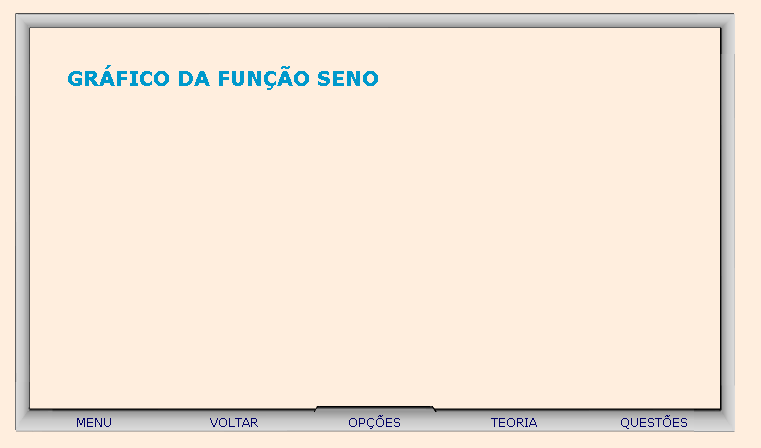 GRÁFICO DA FUNÇÃO SENO
MENU VOLTAR OPÇÕES TEORIA QUESTÕES